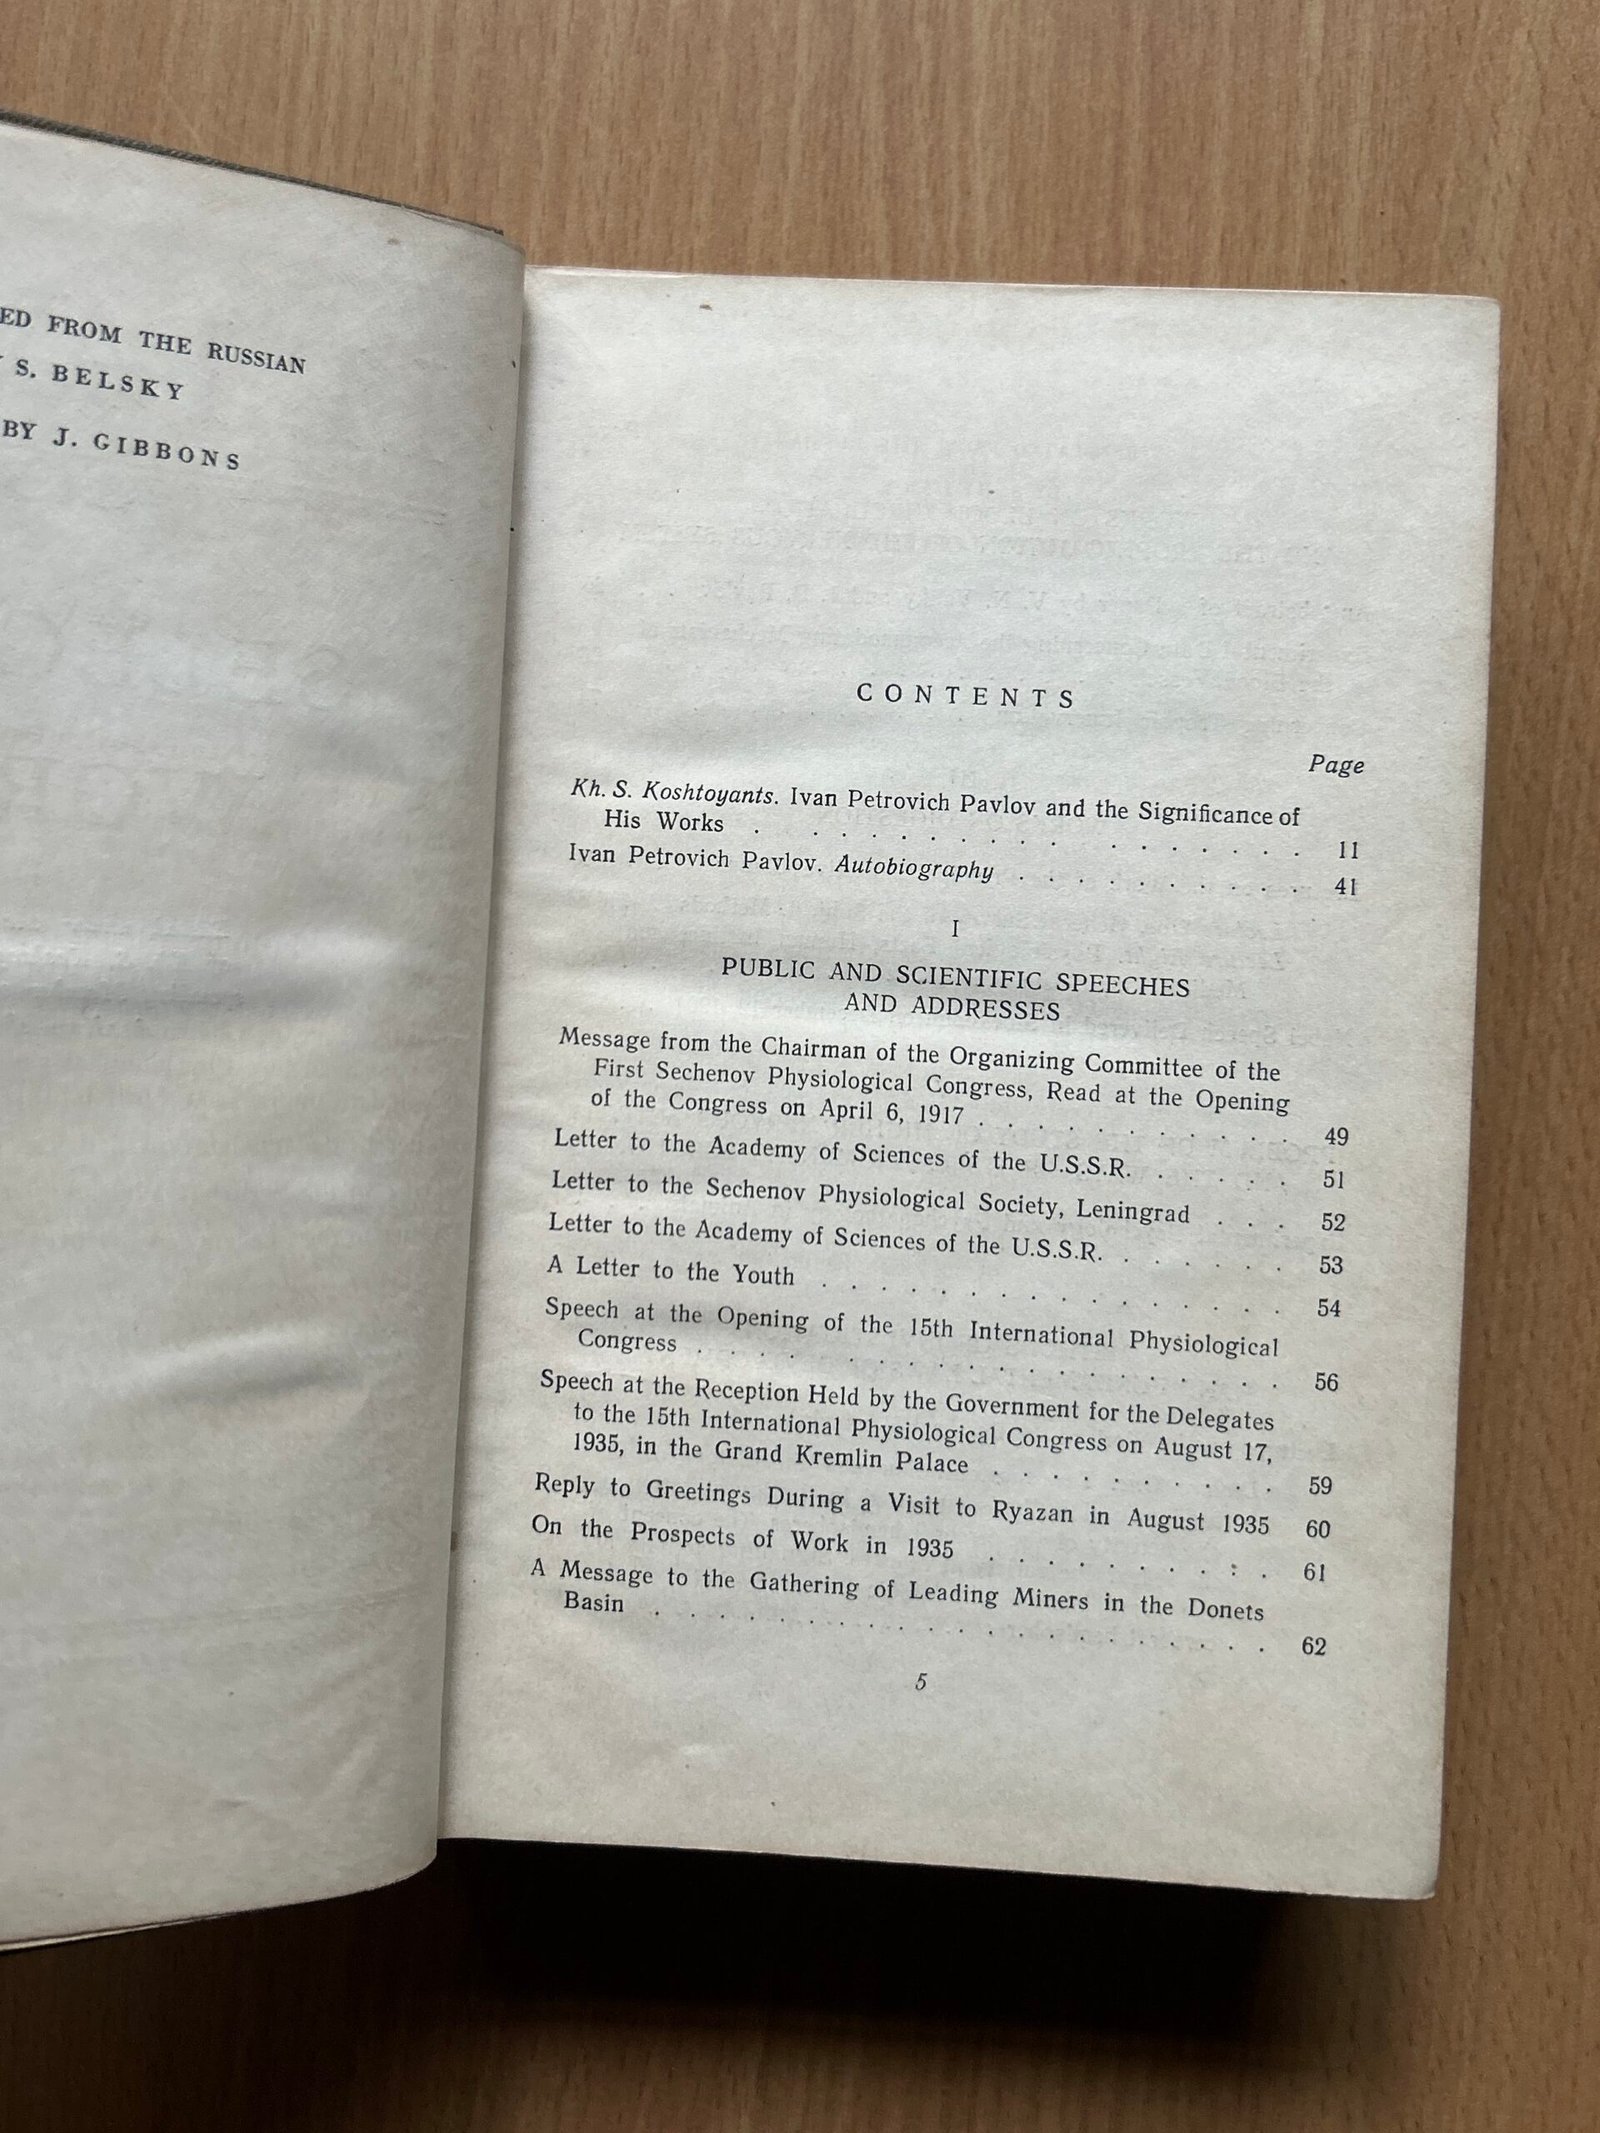 ED FROM THE RUSSIAN
S. BELSKY
BY J. GIBBONS
CONTENTS
Page
Kh. S. Koshtoyants. Ivan Petrovich Pavlov and the Significance of
His Works . . . . . . . . . . . . . . . . 11
Ivan Petrovich Pavlov. Autobiography . . . . . . . . . . 41
I
PUBLIC AND SCIENTIFIC SPEECHES
AND ADDRESSES
Message from the Chairman of the Organizing Committee of the
First Sechenov Physiological Congress, Read at the Opening
of the Congress on April 6, 1917 . . . . . . . . . . . 49
Letter to the Academy of Sciences of the U.S.S.R. . . . . . 51
Letter to the Sechenov Physiological Society, Leningrad . . . 52
Letter to the Academy of Sciences of the U.S.S.R. . . . . . . 53
A Letter to the Youth . . . . . . . . . . . . . . . . 54
Speech at the Opening of the 15th International Physiological
Congress . . . . . . . . . . . . . . . . . . . 56
Speech at the Reception Held by the Government for the Delegates
to the 15th International Physiological Congress on August 17,
1935, in the Grand Kremlin Palace . . . . . . . . . . 59
Reply to Greetings During a Visit to Ryazan in August 1935 60
On the Prospects of Work in 1935 . . . . . . . . : . 61
A Message to the Gathering of Leading Miners in the Donets
Basin . . . . . . . . . . . . . . . . . . . . . 62
5